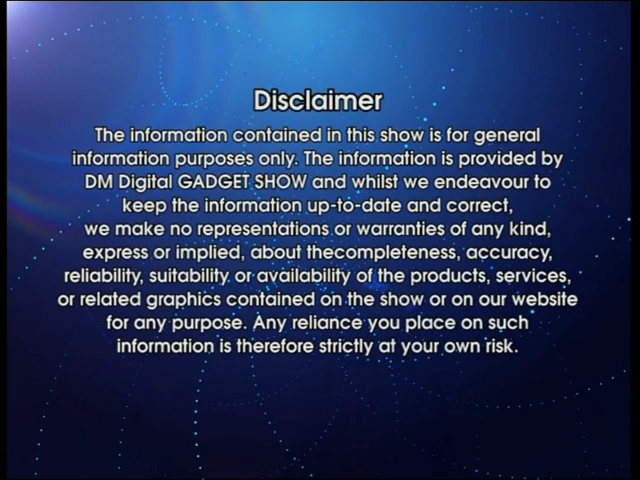 Disclaimer
The information contained in this show is for general
information purposes only. The information is provided by
DM Digital GADGET SHOW and whilst we endeavour to
keep the information up-to-date and correct,
we make no representations or warranties of any kind,
express or implied, about thecompleteness, accuracy,
reliability, suitability or availability of the products, services,
or related graphics contained on the show or on our website
for any purpose. Any reliance you place on such
information is therefore strictly at your own risk.